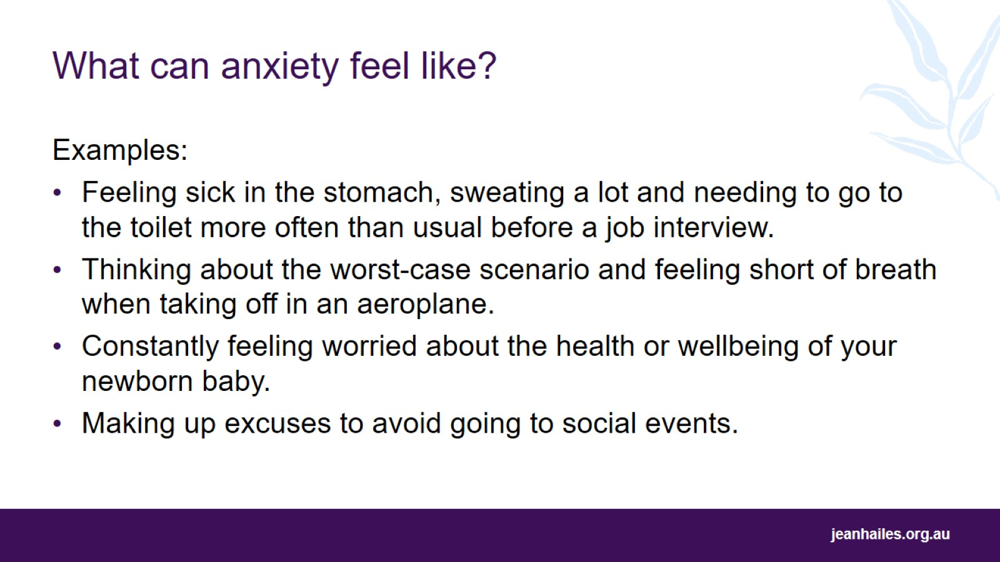 What can anxiety feel like?
Examples:
• Feeling sick in the stomach, sweating a lot and needing to go to
the toilet more often than usual before a job interview.
• Thinking about the worst-case scenario and feeling short of breath
when taking off in an aeroplane.
• Constantly feeling worried about the health or wellbeing of your
newborn baby.
• Making up excuses to avoid going to social events.
jeanhailes.org.au